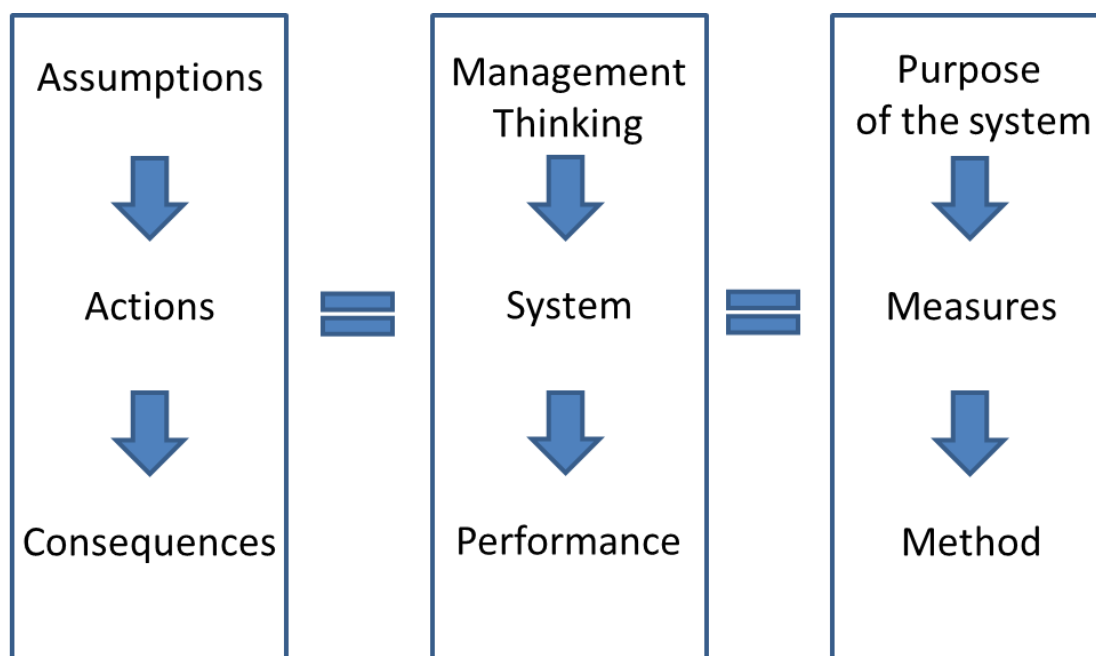 Assumptions
Actions
Consequences
Management
Thinking
System
Performance
Purpose
of the system
Measures
Method